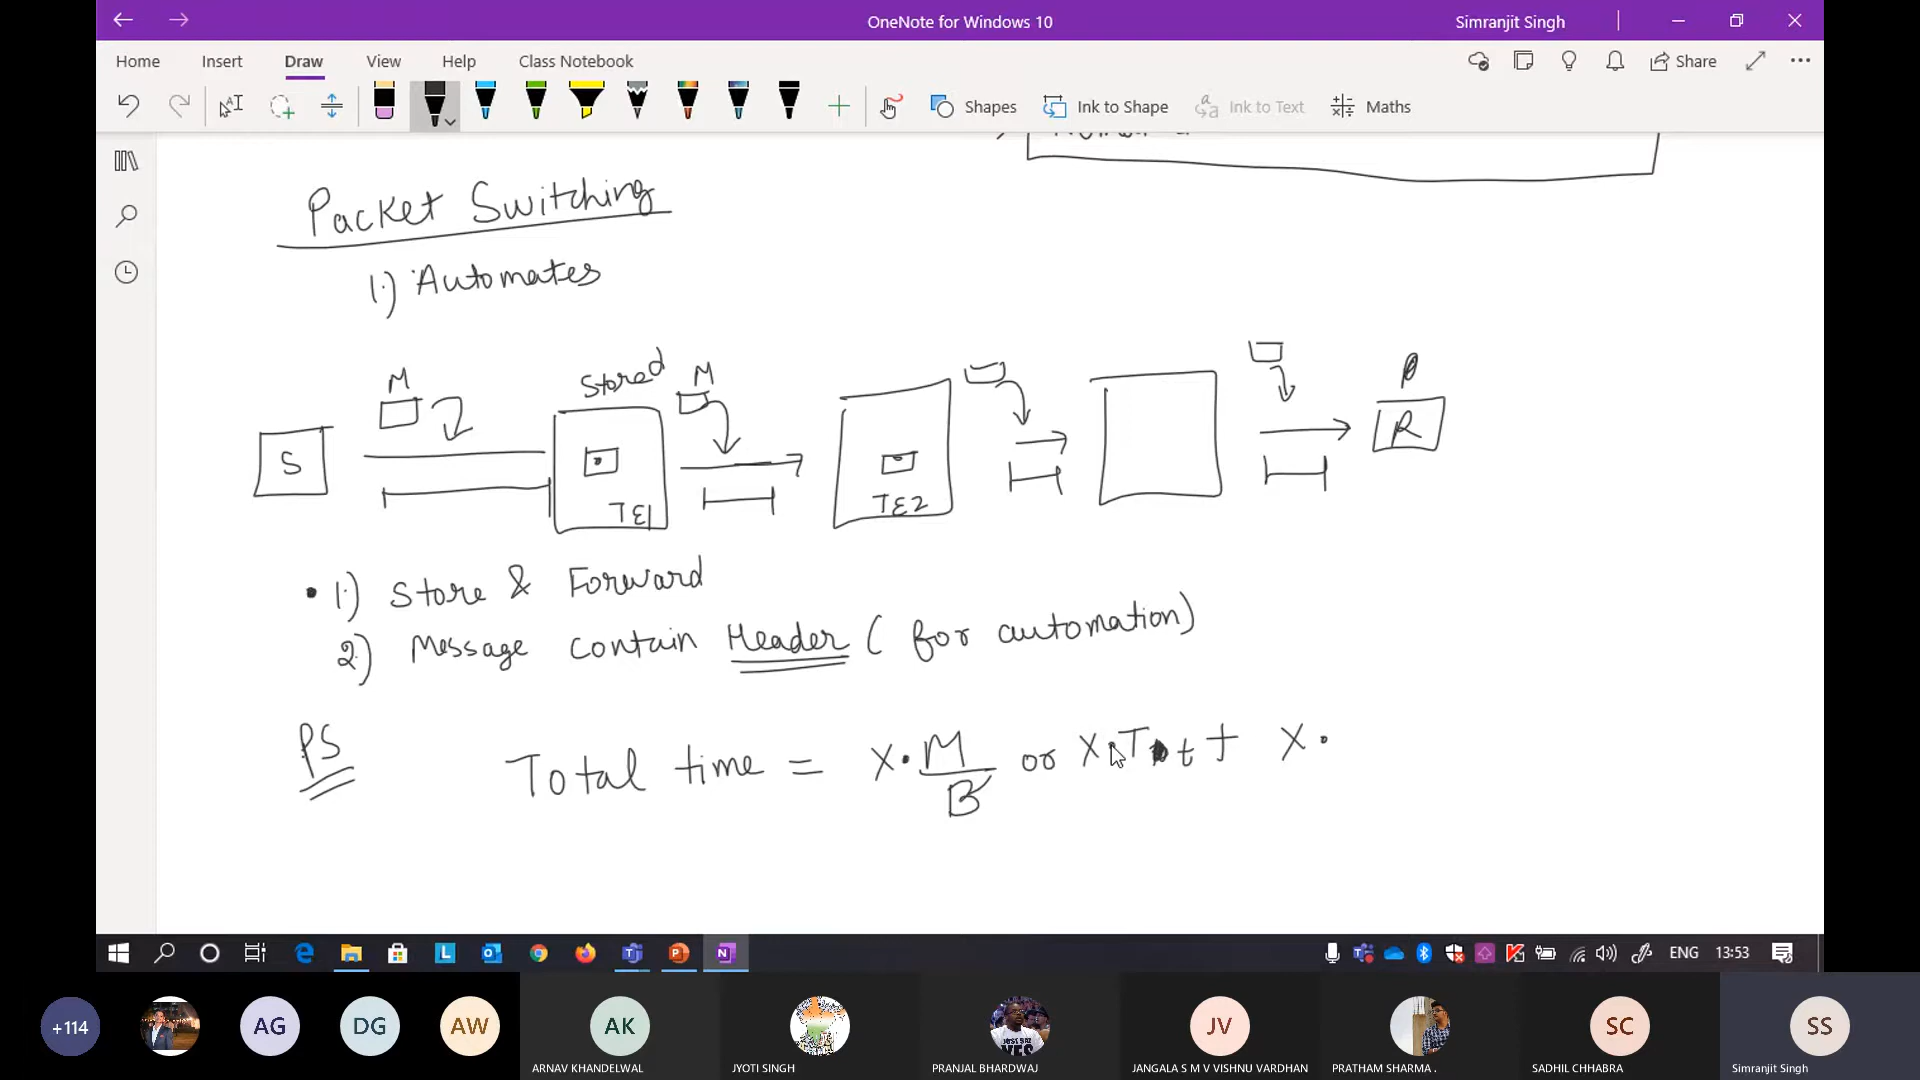 OneNote for Windows 10
Simranjit Singh
Home Insert Draw View Help Class Notebook
Share
Shapes Ink to Shape Ink to Text Maths
Packet Switching
1.) Automates
M Stored M
S R
TE1 TE2
• 1) Store & Forward
2) Message contain Header ( for automation)
PS
Total time = X · M/B or X · Tt + X ·
ENG 13:53
+114 AG DG AW AK JV SC SS
ARNAV KHANDELWAL JYOTI SINGH PRANJAL BHARDWAJ JANGALA S M V VISHNU VARDHAN PRATHAM SHARMA . SADHIL CHHABRA Simranjit Singh